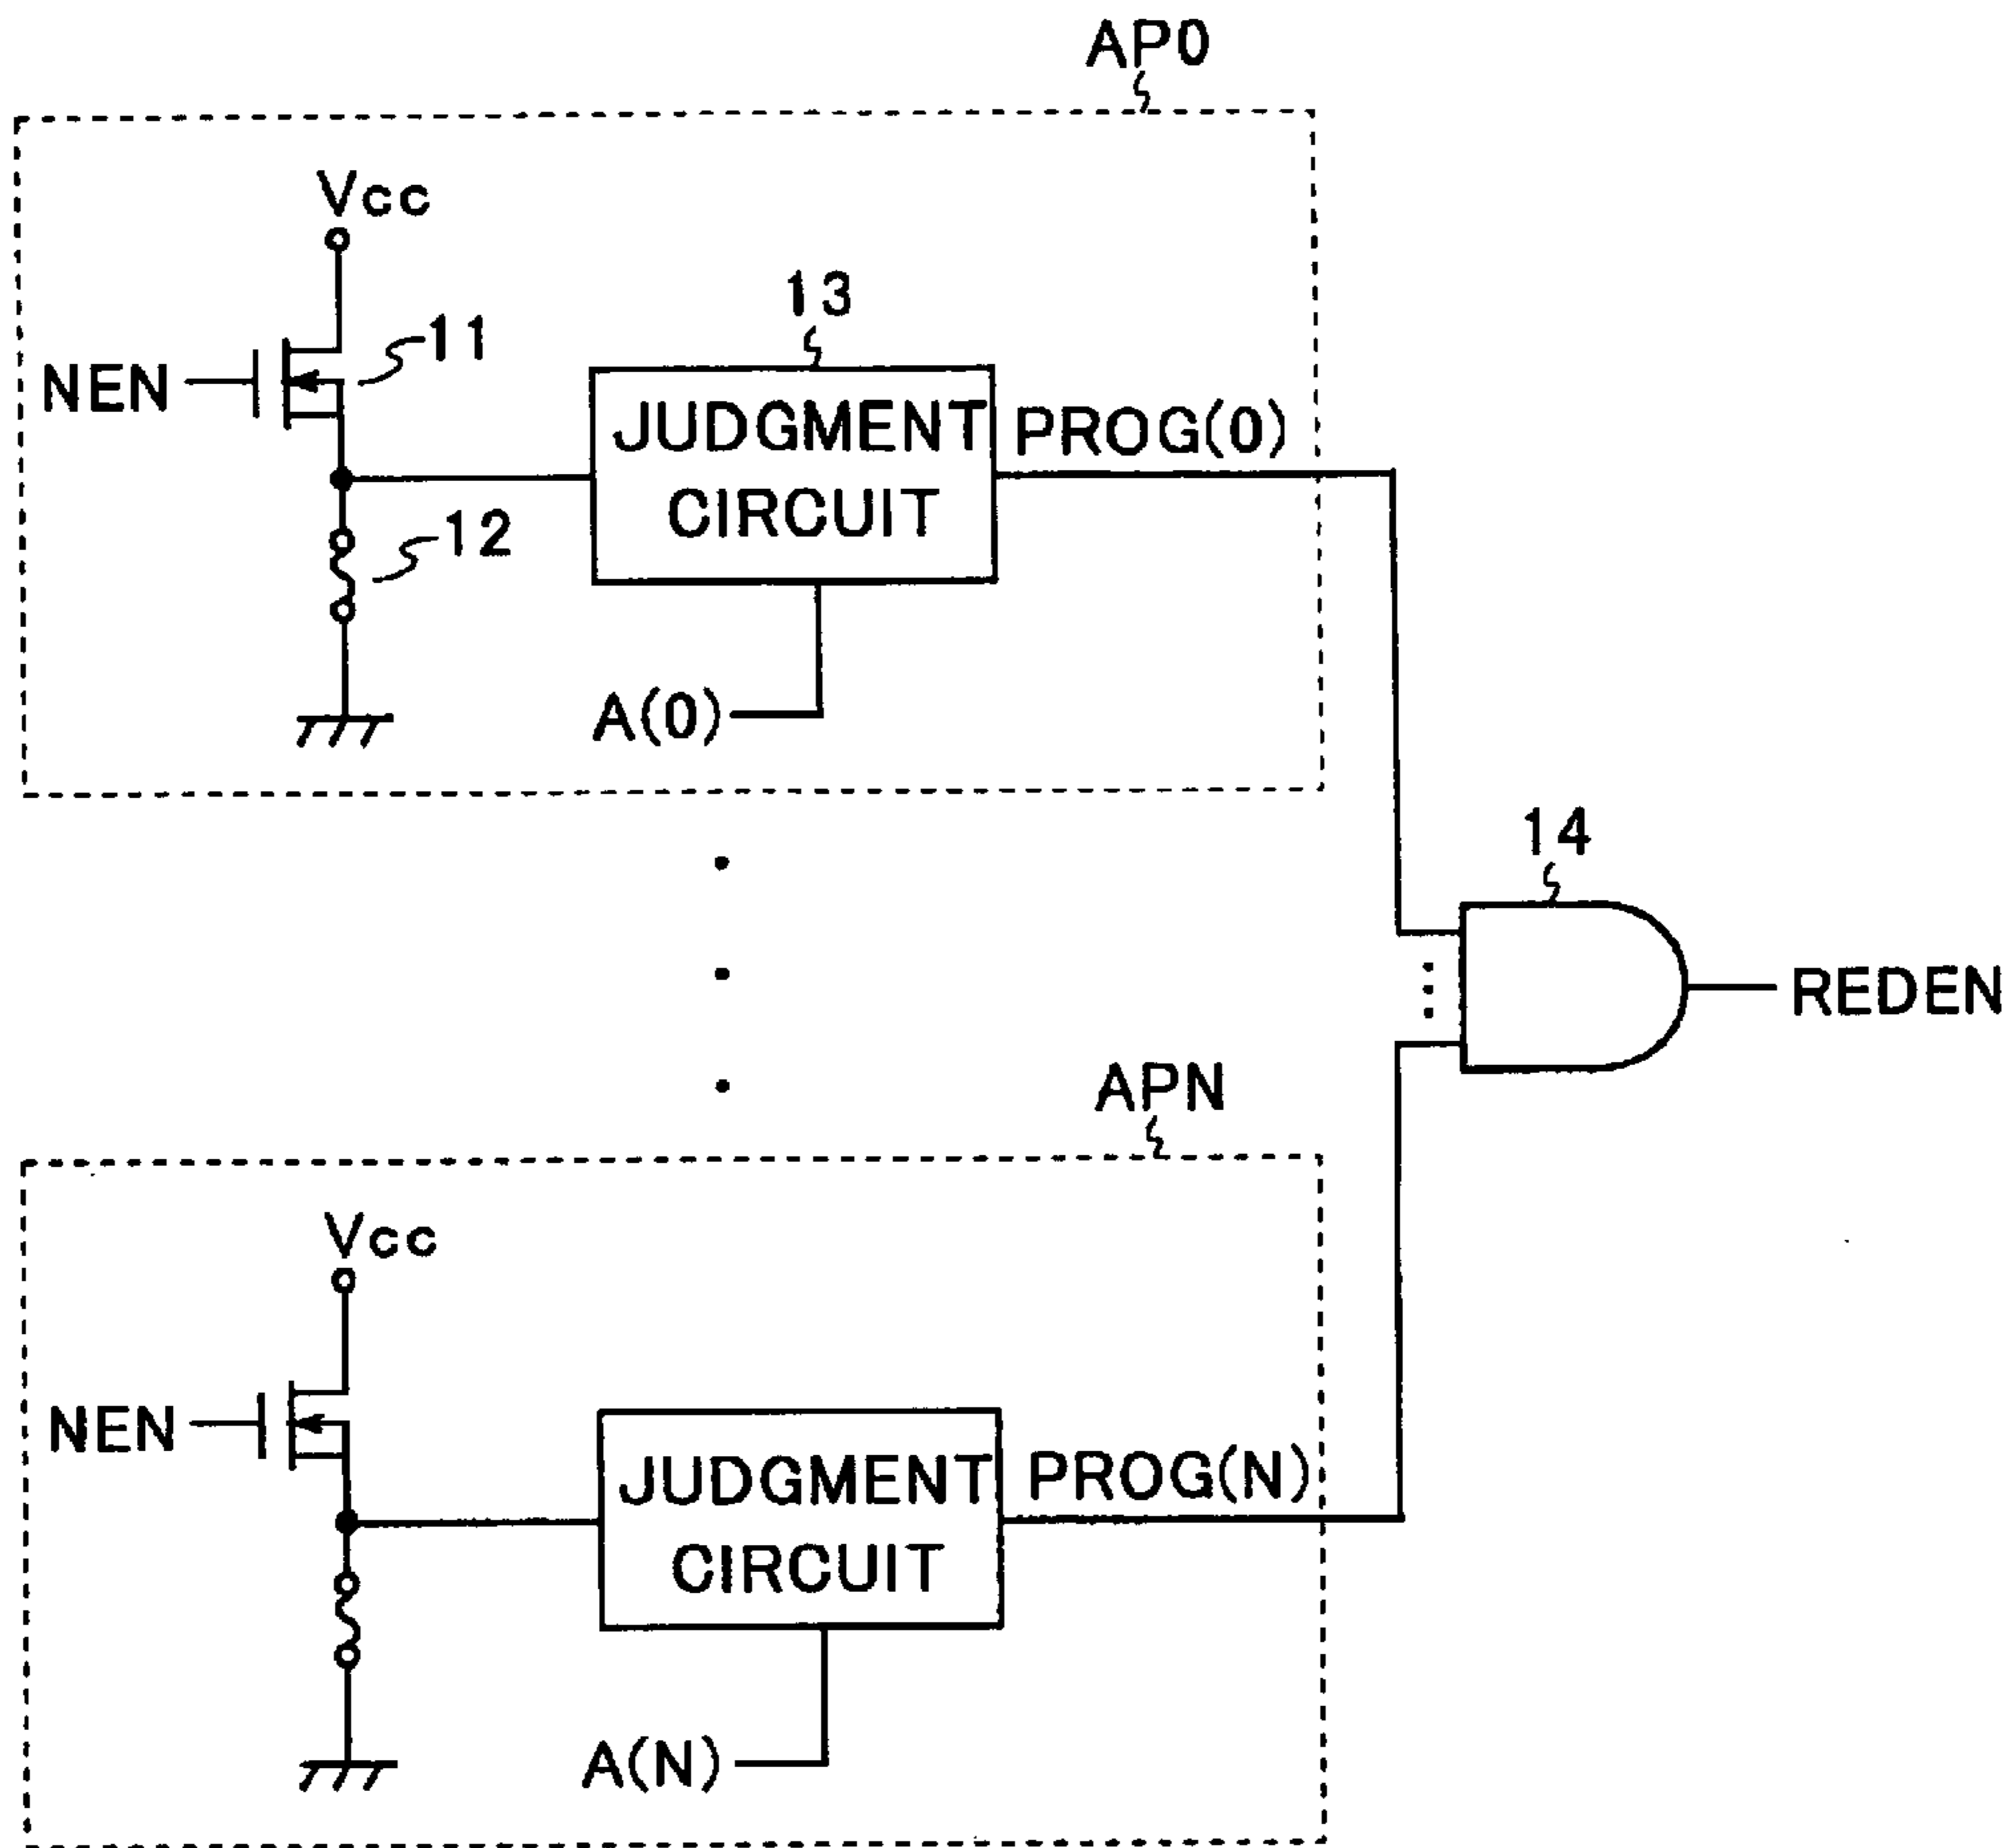 AP0
Vcc
13
11
NEN
JUDGMENT
CIRCUIT
PROG(0)
12
A(0)
14
REDEN
APN
Vcc
NEN
JUDGMENT
CIRCUIT
PROG(N)
A(N)